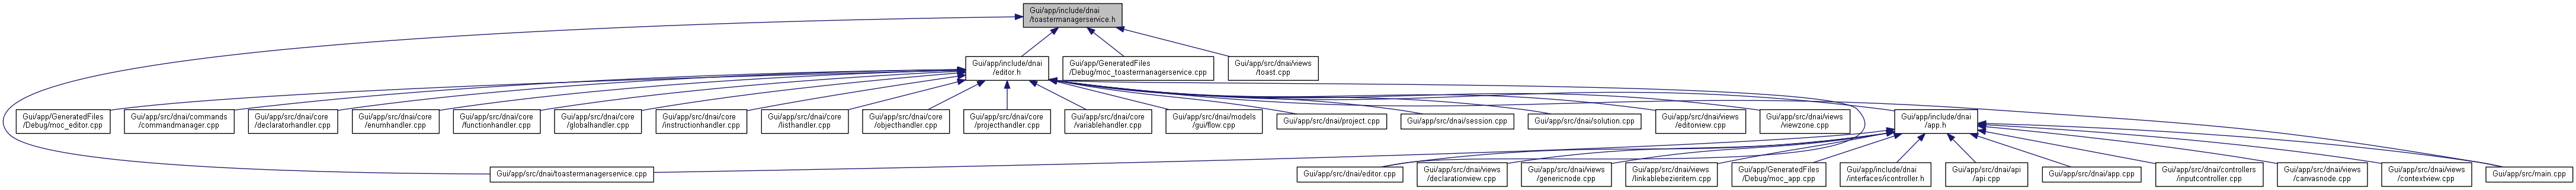 Gui/app/include/dnai
/toastermanagerservice.h
Gui/app/include/dnai
/editor.h
Gui/app/GeneratedFiles
/Debug/moc_toastermanagerservice.cpp
Gui/app/src/dnai/views
/toast.cpp
Gui/app/GeneratedFiles
/Debug/moc_editor.cpp
Gui/app/src/dnai/commands
/commandmanager.cpp
Gui/app/src/dnai/core
/declaratorhandler.cpp
Gui/app/src/dnai/core
/enumhandler.cpp
Gui/app/src/dnai/core
/functionhandler.cpp
Gui/app/src/dnai/core
/globalhandler.cpp
Gui/app/src/dnai/core
/instructionhandler.cpp
Gui/app/src/dnai/core
/listhandler.cpp
Gui/app/src/dnai/core
/objecthandler.cpp
Gui/app/src/dnai/core
/projecthandler.cpp
Gui/app/src/dnai/core
/variablehandler.cpp
Gui/app/src/dnai/models
/gui/flow.cpp
Gui/app/src/dnai/project.cpp
Gui/app/src/dnai/session.cpp
Gui/app/src/dnai/solution.cpp
Gui/app/src/dnai/views
/editorview.cpp
Gui/app/src/dnai/views
/viewzone.cpp
Gui/app/include/dnai
/app.h
Gui/app/src/dnai/toastermanagerservice.cpp
Gui/app/src/dnai/editor.cpp
Gui/app/src/dnai/views
/declarationview.cpp
Gui/app/src/dnai/views
/genericnode.cpp
Gui/app/src/dnai/views
/linkablebezieritem.cpp
Gui/app/GeneratedFiles
/Debug/moc_app.cpp
Gui/app/include/dnai
/interfaces/icontroller.h
Gui/app/src/dnai/api
/api.cpp
Gui/app/src/dnai/app.cpp
Gui/app/src/dnai/controllers
/inputcontroller.cpp
Gui/app/src/dnai/views
/canvasnode.cpp
Gui/app/src/dnai/views
/contextview.cpp
Gui/app/src/main.cpp